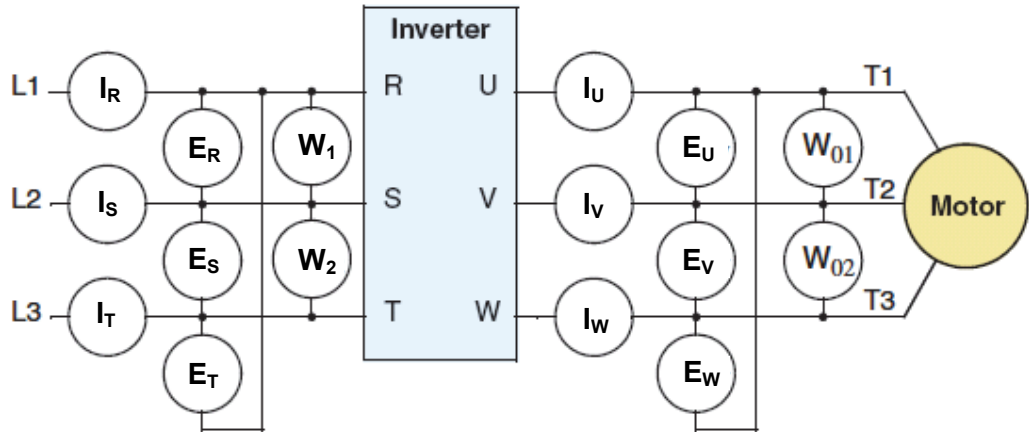 Inverter
L1 I_R R U I_U T1
E_R W_1 E_U W_01
L2 I_S S V I_V T2 Motor
E_S W_2 E_V W_02
L3 I_T T W I_W T3
E_T E_W